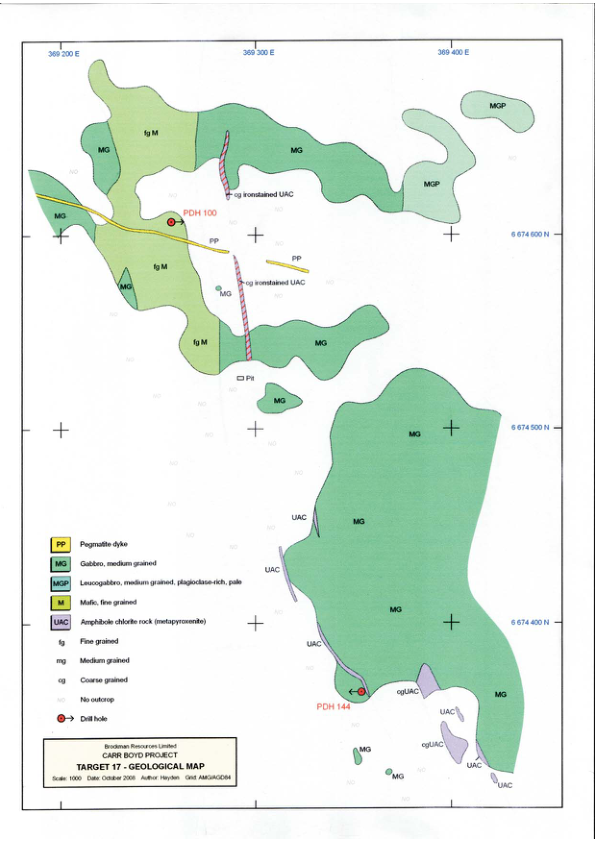 369 200 E
369 300 E
369 400 E
MGP
fg M
MG
MG
MGP
cg ironstained UAC
PDH 100
MG
PP
6 674 600 N
PP
fg M
cg ironstained UAC
MG
MG
fg M
MG
Pit
MG
MG
6 674 500 N
UAC
MG
UAC
MG
6 674 400 N
UAC
cgUAC
MG
PDH 144
UAC
cgUAC
MG
UAC
MG
UAC
PP Pegmatite dyke
MG Gabbro, medium grained
MGP Leucogabbro, medium grained, plagioclase-rich, pale
M Mafic, fine grained
UAC Amphibole chlorite rock (metapyroxenite)
fg Fine grained
mg Medium grained
cg Coarse grained
NO No outcrop
Drill hole
Brockman Resources Limited
CARR BOYD PROJECT
TARGET 17 - GEOLOGICAL MAP
Scale: 1000 Date: October 2006 Author: Hayden Grid: AMG/AGD84